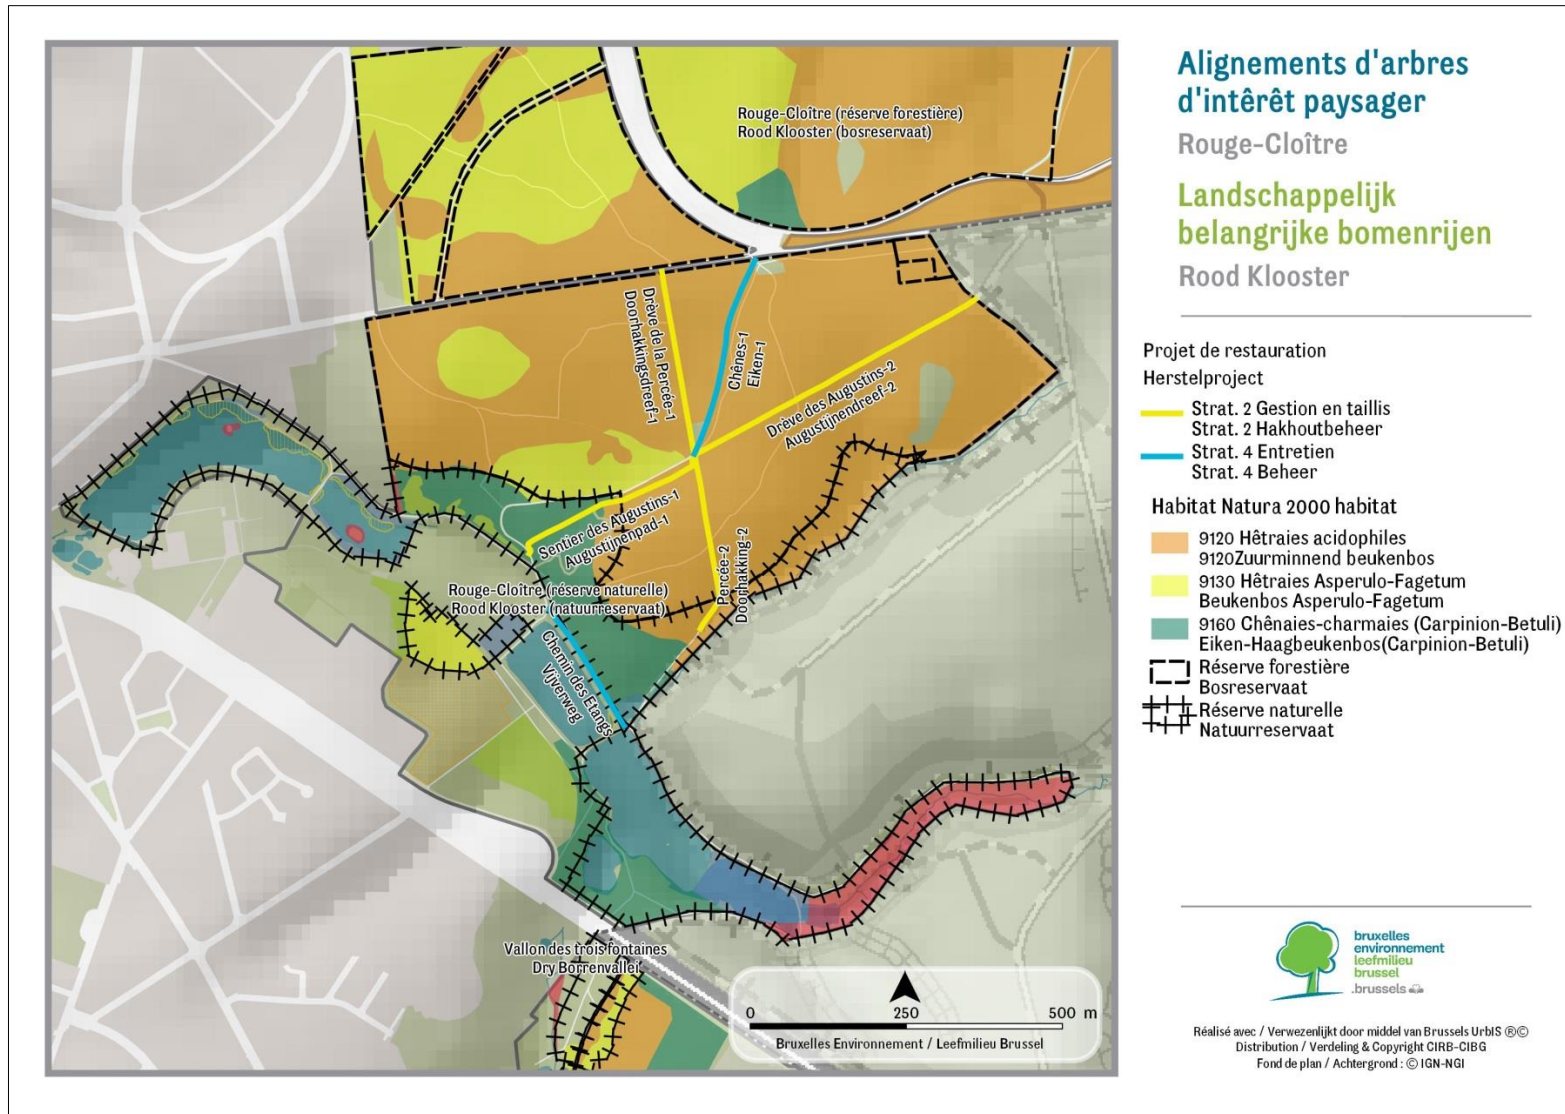 Alignements d'arbres
d'intêrêt paysager
Rouge-Cloître
Landschappelijk
belangrijke bomenrijen
Rood Klooster
Projet de restauration
Herstelproject
Strat. 2 Gestion en taillis
Strat. 2 Hakhoutbeheer
Strat. 4 Entretien
Strat. 4 Beheer
Habitat Natura 2000 habitat
9120 Hêtraies acidophiles
9120Zuurminnend beukenbos
9130 Hêtraies Asperulo-Fagetum
Beukenbos Asperulo-Fagetum
9160 Chênaies-charmaies (Carpinion-Betuli)
Eiken-Haagbeukenbos(Carpinion-Betuli)
Réserve forestière
Bosreservaat
Réserve naturelle
Natuurreservaat
Rouge-Cloître (réserve forestière)
Rood Klooster (bosreservaat)
Drève de la Percée-1
Doorhakkingsdreef-1
Chênes-1
Eiken-1
Drève des Augustins-2
Augustijnendreef-2
Sentier des Augustins-1
Augustijnenpad-1
Percée-2
Doorhakking-2
Rouge-Cloître (réserve naturelle)
Rood Klooster (natuurreservaat)
Chemin des Etangs
Vijverweg
Vallon des trois fontaines
Dry Borrenvallei
0 250 500 m
Bruxelles Environnement / Leefmilieu Brussel
bruxelles
environnement
leefmilieu
brussel
.brussels
Réalisé avec / Verwezenlijkt door middel van Brussels UrbIS ®©
Distribution / Verdeling & Copyright CIRB-CIBG
Fond de plan / Achtergrond : © IGN-NGI